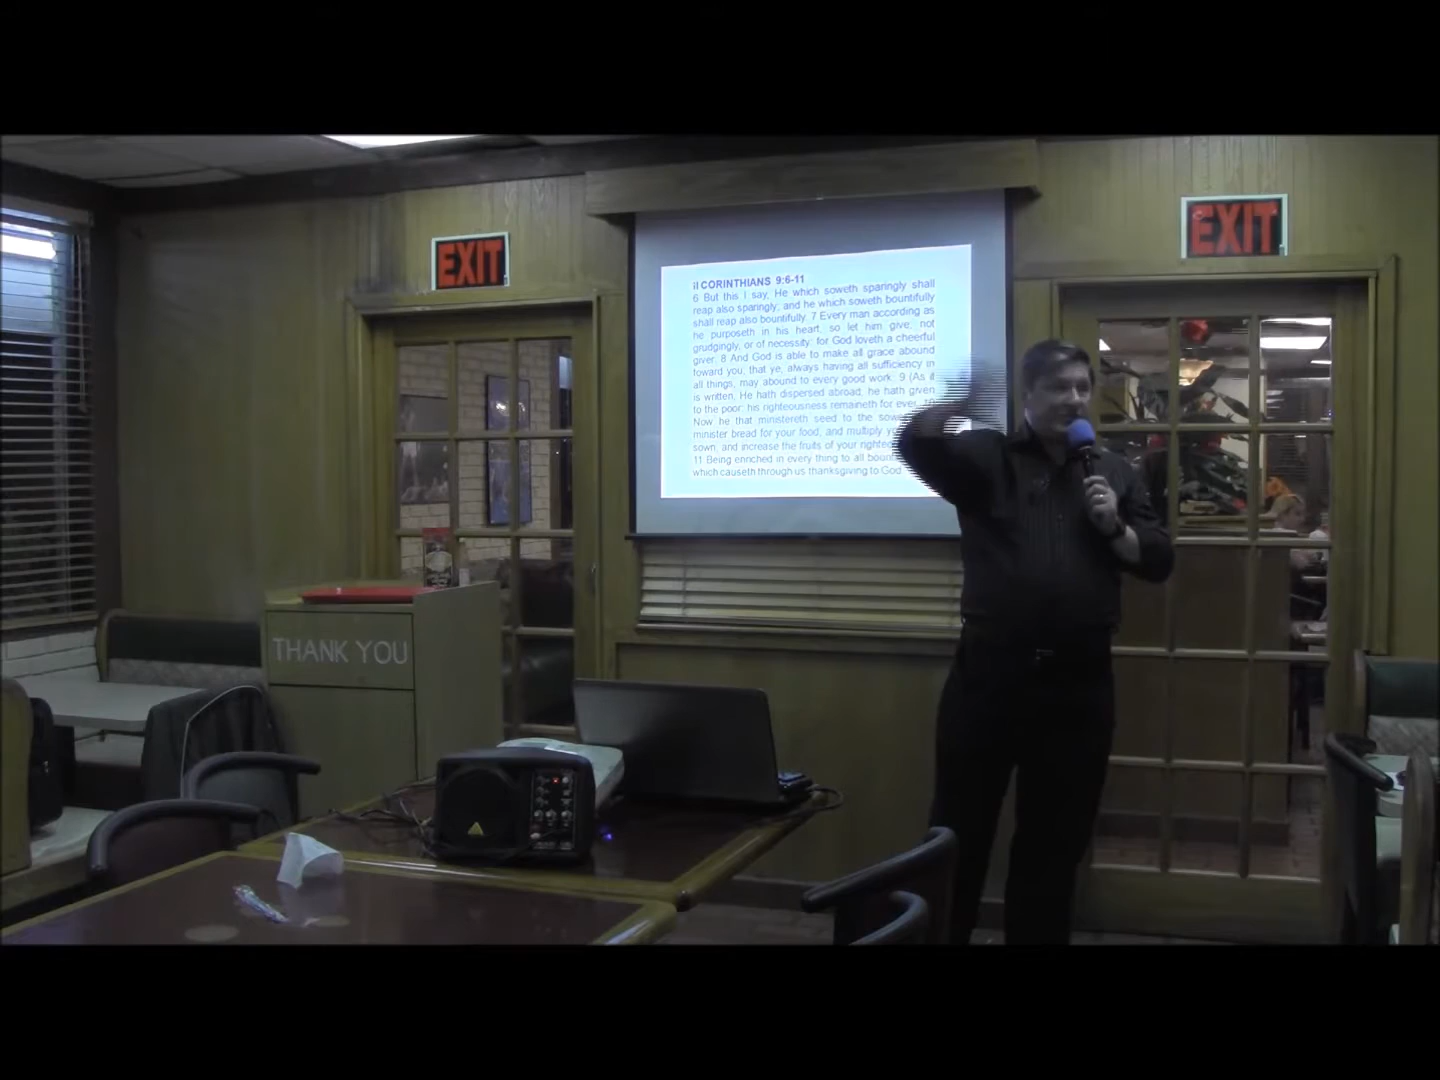 EXIT
EXIT
II CORINTHIANS 9:6-11
6 But this I say, He which soweth sparingly shall
reap also sparingly; and he which soweth bountifully
shall reap also bountifully. 7 Every man according as
he purposeth in his heart, so let him give; not
grudgingly, or of necessity: for God loveth a cheerful
giver. 8 And God is able to make all grace abound
toward you; that ye, always having all sufficiency in
all things, may abound to every good work: 9 (As it
is written, He hath dispersed abroad; he hath given
to the poor: his righteousness remaineth for ever. 10
Now he that ministereth seed to the
minister bread for your food, and multiply
sown, and increase the fruits of your
11 Being enriched in every thing to all
which causeth through us thanksgiving to God
THANK YOU